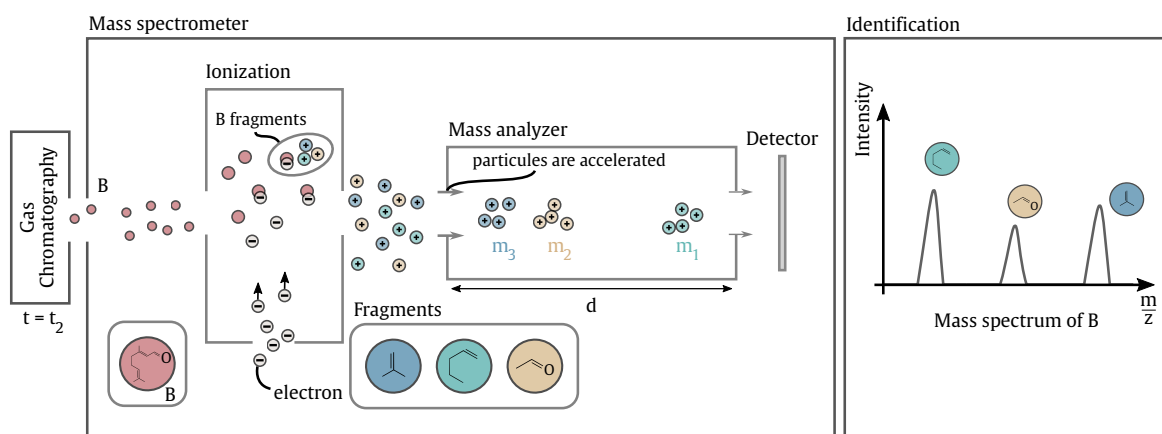 Mass spectrometer
Identification
Ionization
B fragments
Mass analyzer
particules are accelerated
Detector
Intensity
Gas
Chromatography
B
t = t2
m3
m2
m1
d
Fragments
electron
O
B
O
O
m
z
Mass spectrum of B